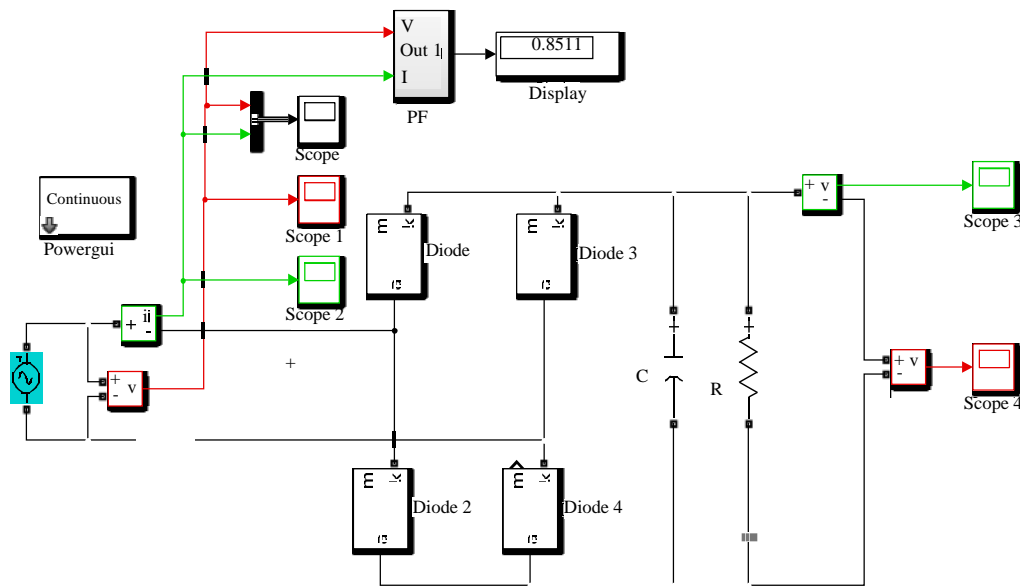 V
Out 1
I
PF
0.8511
Display
Scope
Continuous
Powergui
Scope 1
Scope 2
m
k
Diode
m
k
Diode 3
+ v
-
Scope 3
+
ii
-
+
+
-
v
+
C
+
R
+
-
v
Scope 4
m
k
Diode 2
m
k
Diode 4